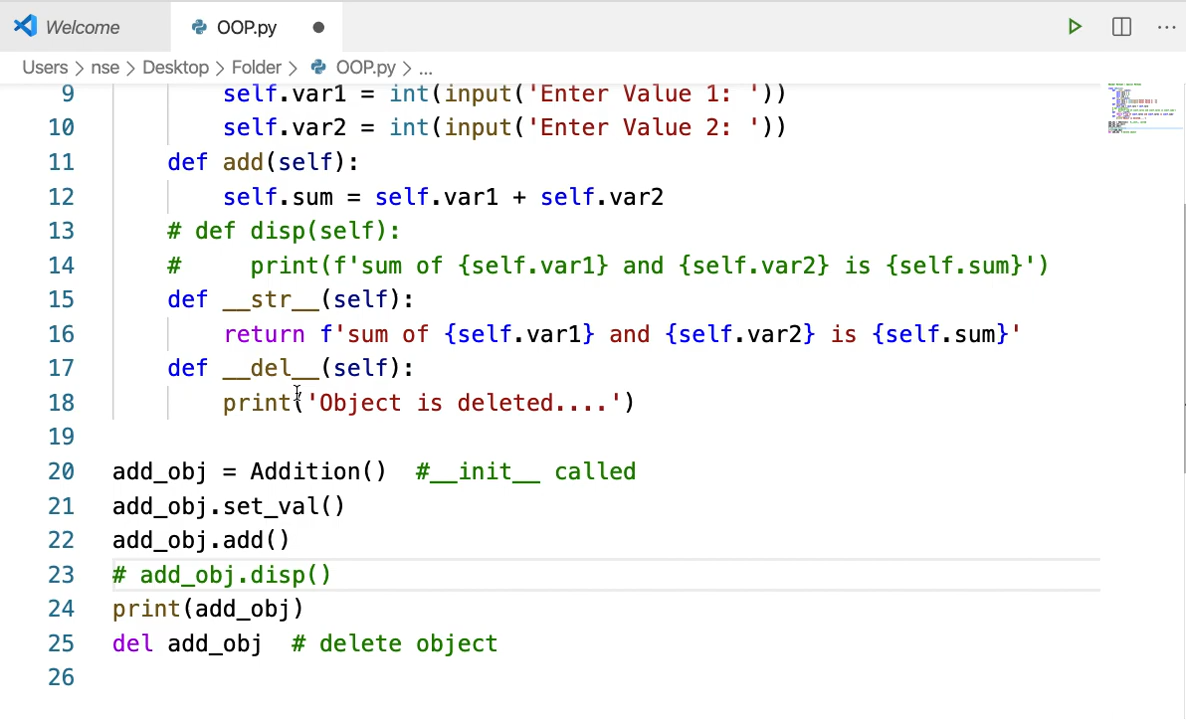 Welcome OOP.py
Users > nse > Desktop > Folder > OOP.py > ...
9 self.var1 = int(input('Enter Value 1: '))
10 self.var2 = int(input('Enter Value 2: '))
11 def add(self):
12 self.sum = self.var1 + self.var2
13 # def disp(self):
14 #     print(f'sum of {self.var1} and {self.var2} is {self.sum}')
15 def __str__(self):
16 return f'sum of {self.var1} and {self.var2} is {self.sum}'
17 def __del__(self):
18 print('Object is deleted....')
19
20 add_obj = Addition()  #__init__ called
21 add_obj.set_val()
22 add_obj.add()
23 # add_obj.disp()
24 print(add_obj)
25 del add_obj  # delete object
26